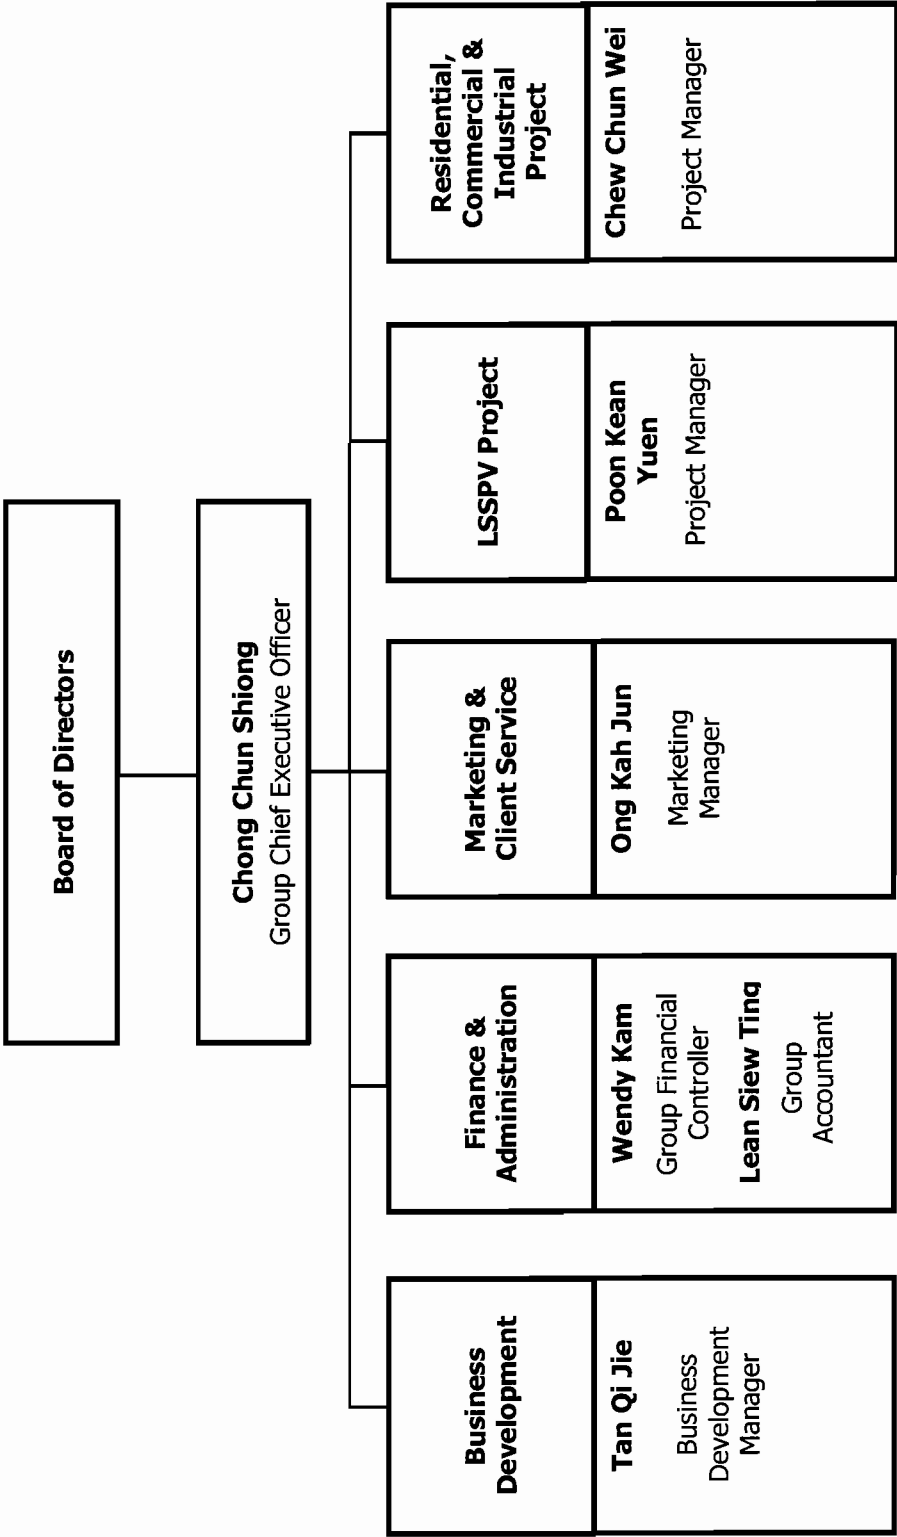 Board of Directors
Chong Chun Shiong
Group Chief Executive Officer
Business
Development
Tan Qi Jie
Business
Development
Manager
Finance &
Administration
Wendy Kam
Group Financial
Controller
Lean Siew Ting
Group
Accountant
Marketing &
Client Service
Ong Kah Jun
Marketing
Manager
LSSPV Project
Poon Kean
Yuen
Project Manager
Residential,
Commercial &
Industrial
Project
Chew Chun Wei
Project Manager